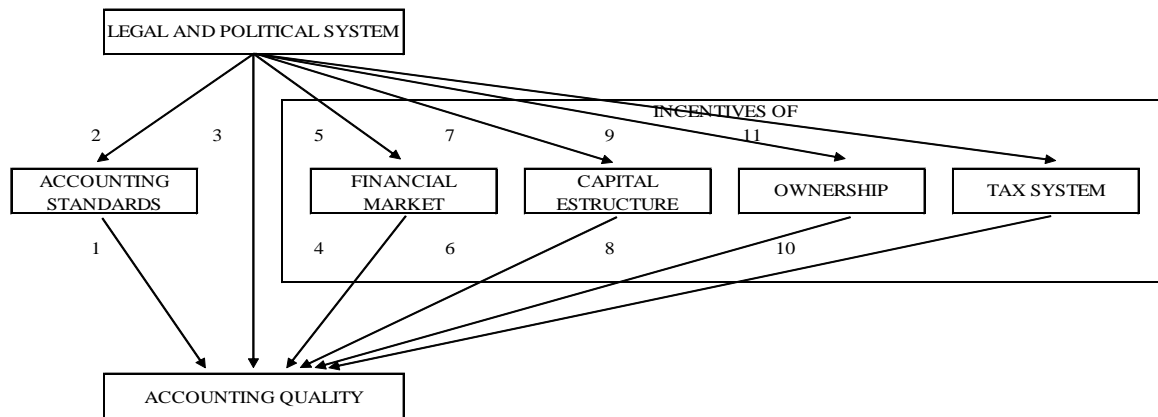 LEGAL AND POLITICAL SYSTEM
INCENTIVES OF
2 3 5 7 9 11
ACCOUNTING
STANDARDS
FINANCIAL
MARKET
CAPITAL
ESTRUCTURE
OWNERSHIP
TAX SYSTEM
1 4 6 8 10
ACCOUNTING QUALITY